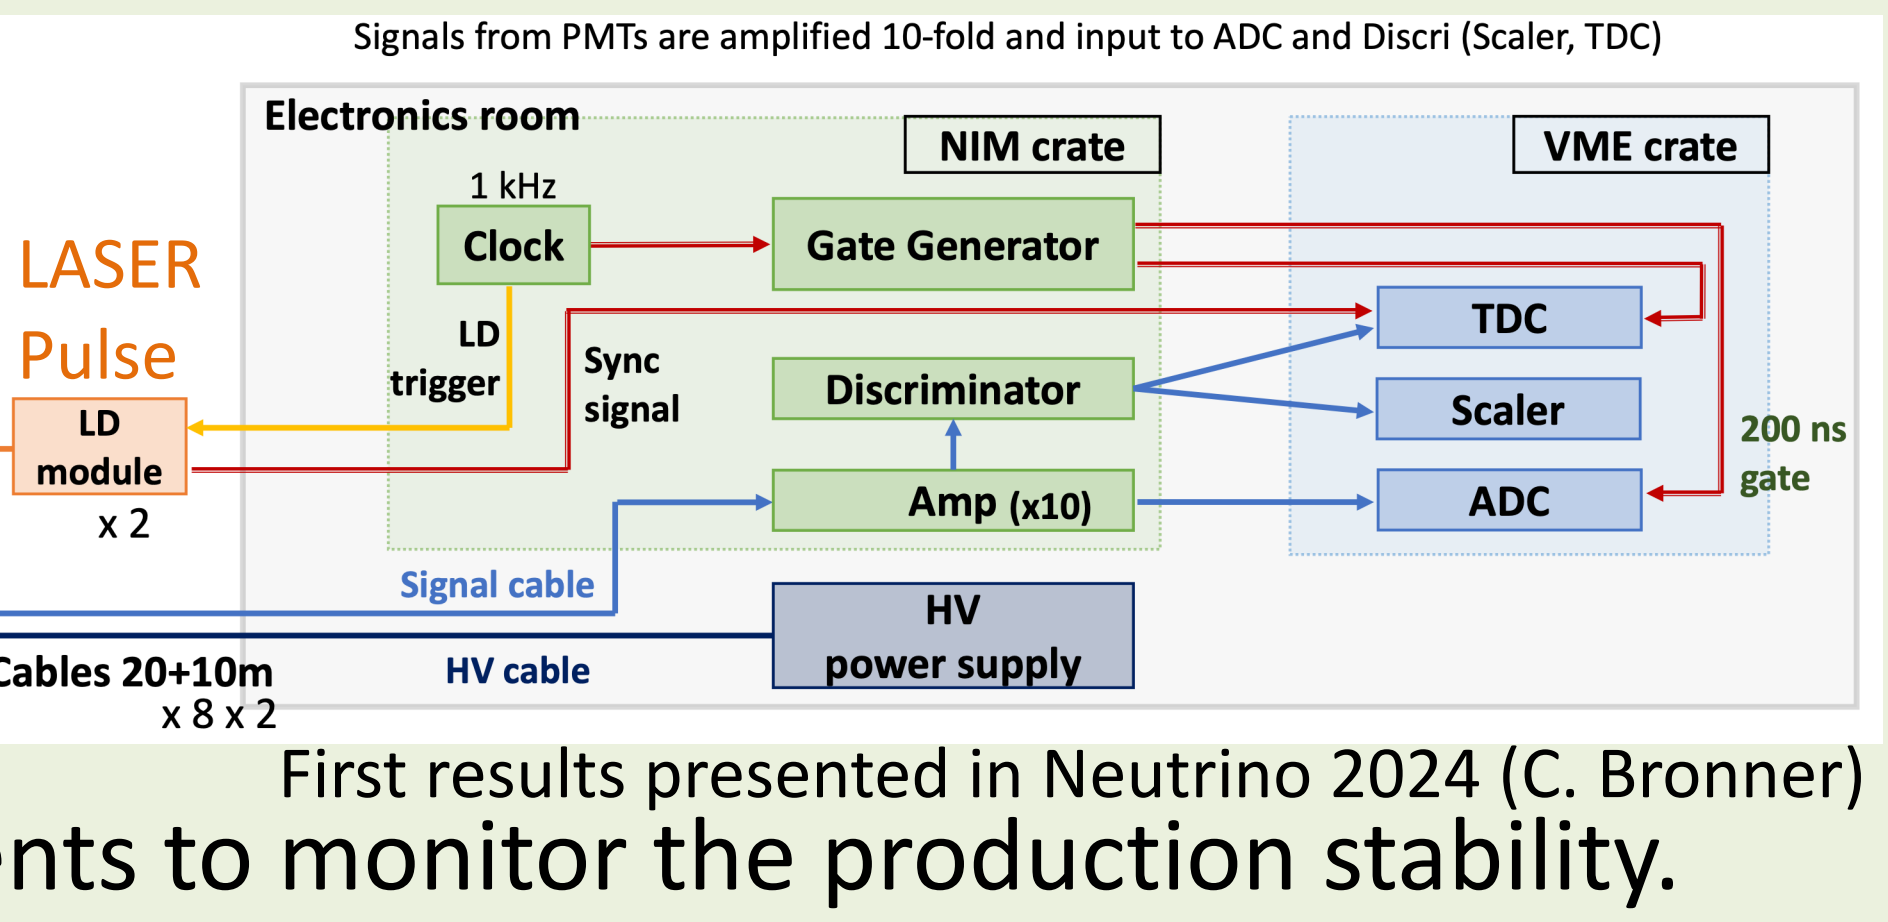 Signals from PMTs are amplified 10-fold and input to ADC and Discri (Scaler, TDC)
Electronics room
NIM crate
VME crate
1 kHz
Clock
Gate Generator
LASER
Pulse
LD
trigger
Sync
signal
TDC
Discriminator
Scaler
LD
module
x 2
200 ns
gate
Amp (x10)
ADC
Signal cable
HV
power supply
Cables 20+10m
x 8 x 2
HV cable
First results presented in Neutrino 2024 (C. Bronner)
to monitor the production stability.